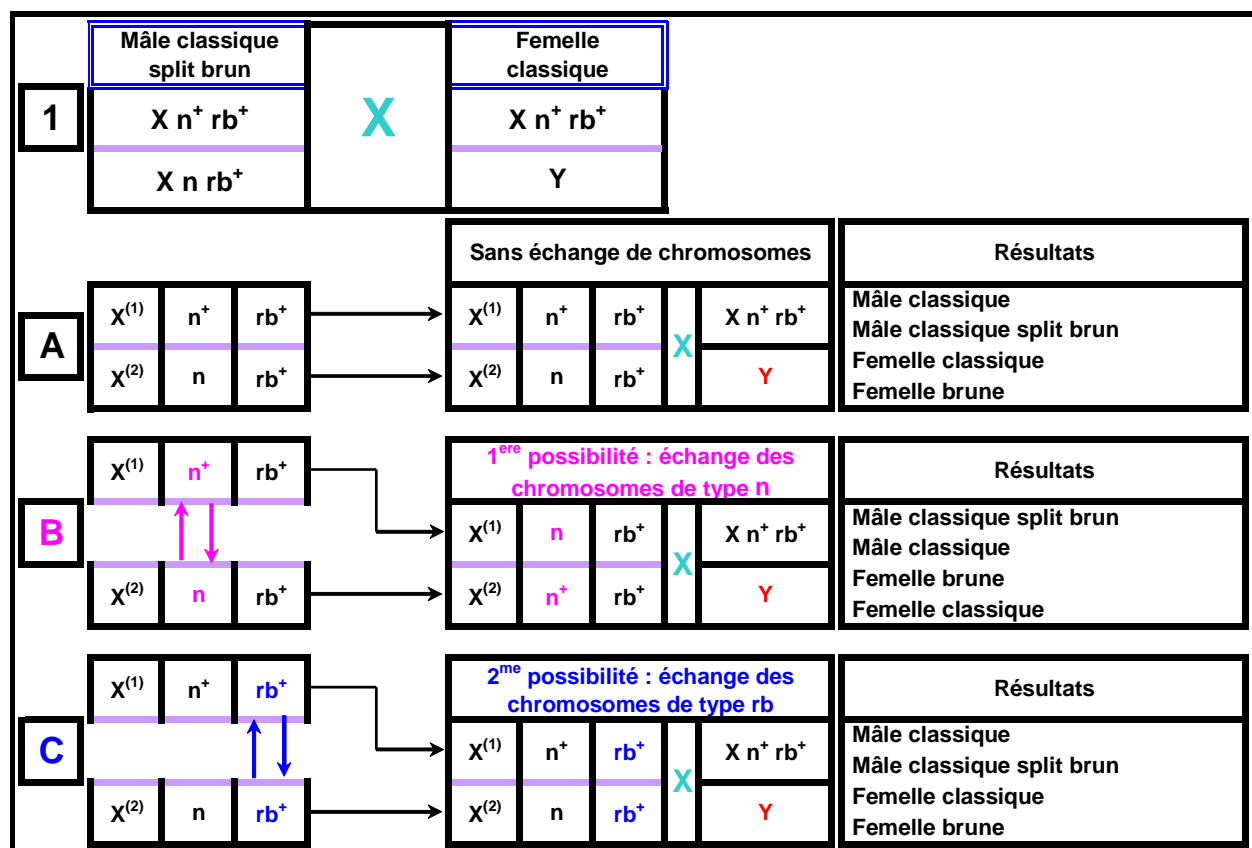 1
Mâle classique
split brun
X
Femelle
classique
X n+ rb+
X n+ rb+
X n rb+
Y
A
X(1) n+ rb+
X(2) n rb+
Sans échange de chromosomes
X(1) n+ rb+
X(2) n rb+
X
X n+ rb+
Y
Résultats
Mâle classique
Mâle classique split brun
Femelle classique
Femelle brune
B
X(1) n+ rb+
X(2) n rb+
1ere possibilité : échange des
chromosomes de type n
X(1) n rb+
X(2) n+ rb+
X
X n+ rb+
Y
Résultats
Mâle classique split brun
Mâle classique
Femelle brune
Femelle classique
C
X(1) n+ rb+
X(2) n rb+
2me possibilité : échange des
chromosomes de type rb
X(1) n+ rb+
X(2) n rb+
X
X n+ rb+
Y
Résultats
Mâle classique
Mâle classique split brun
Femelle classique
Femelle brune